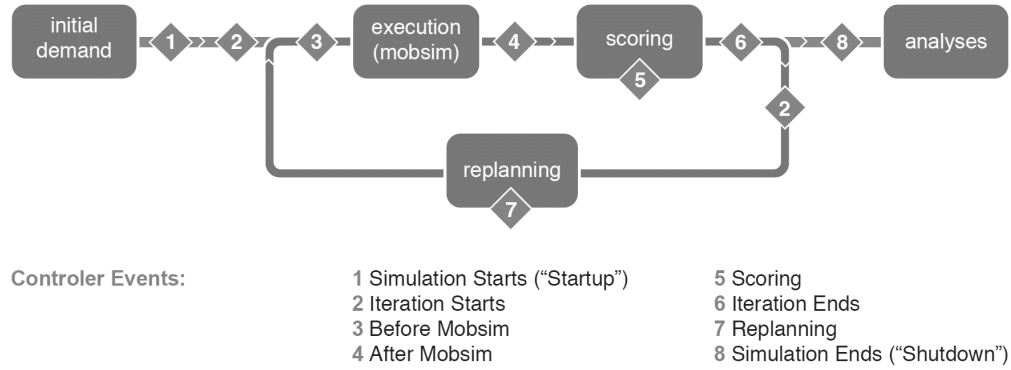 initial
demand
1
2
3
execution
(mobsim)
4
scoring
5
6
8
analyses
2
replanning
7
Controler Events:
1 Simulation Starts (“Startup”)
2 Iteration Starts
3 Before Mobsim
4 After Mobsim
5 Scoring
6 Iteration Ends
7 Replanning
8 Simulation Ends (“Shutdown”)